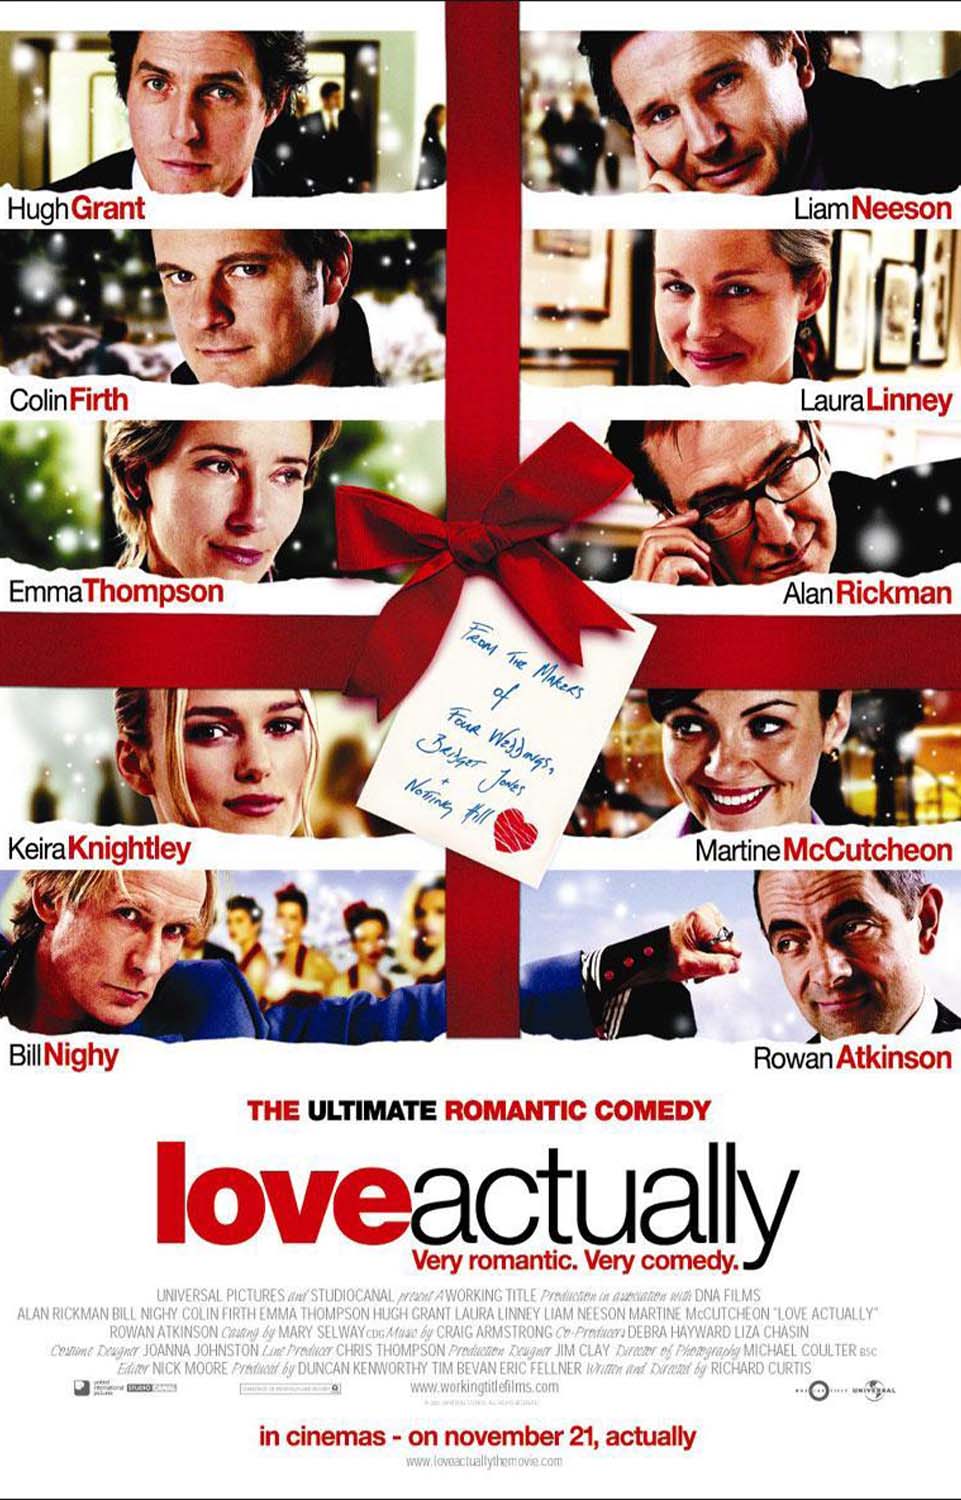 Hugh Grant
Liam Neeson
Colin Firth
Laura Linney
Emma Thompson
Alan Rickman
From The Makers
of
Four Weddings,
Bridget Jones
+
Notting Hill
Keira Knightley
Martine McCutcheon
Bill Nighy
Rowan Atkinson
THE ULTIMATE ROMANTIC COMEDY
love actually
Very romantic. Very comedy.
UNIVERSAL PICTURES and STUDIOCANAL present A WORKING TITLE Production in association with DNA FILMS
ALAN RICKMAN BILL NIGHY COLIN FIRTH EMMA THOMPSON HUGH GRANT LAURA LINNEY LIAM NEESON MARTINE McCUTCHEON "LOVE ACTUALLY"
ROWAN ATKINSON Casting by MARY SELWAY CDG Music by CRAIG ARMSTRONG Co-Producers DEBRA HAYWARD LIZA CHASIN
Costume Designer JOANNA JOHNSTON Line Producer CHRIS THOMPSON Production Designer JIM CLAY Director of Photography MICHAEL COULTER BSC
Editor NICK MOORE Produced by DUNCAN KENWORTHY TIM BEVAN ERIC FELLNER Written and Directed by RICHARD CURTIS
united international pictures STUDIO CANAL
www.workingtitlefilms.com
UNIVERSAL
in cinemas - on november 21, actually
www.loveactuallythemovie.com